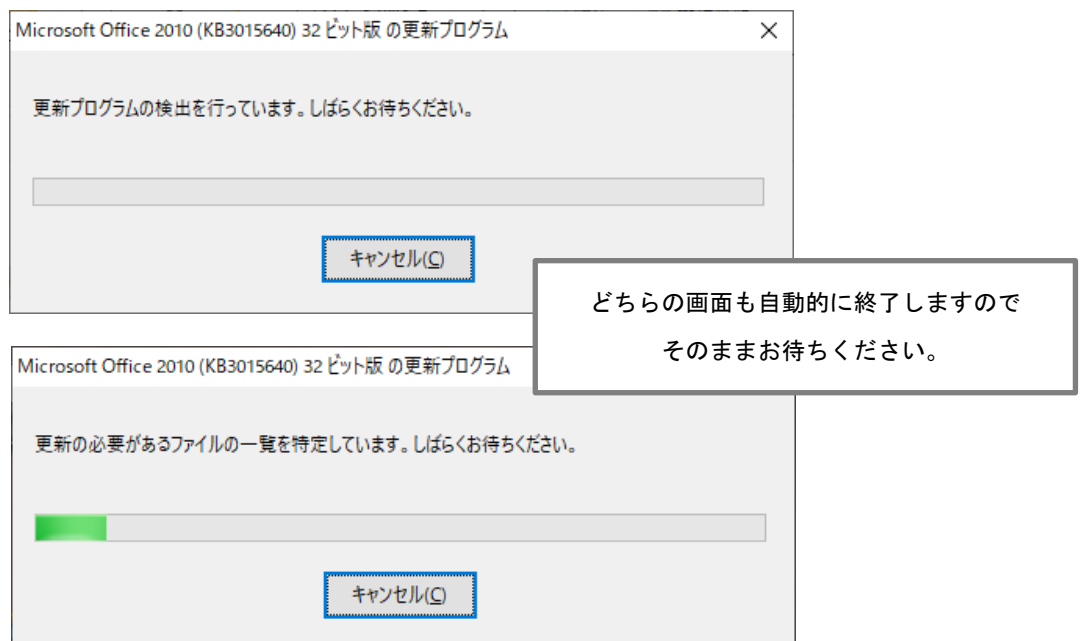 Microsoft Office 2010 (KB3015640) 32 ビット版 の更新プログラム
更新プログラムの検出を行っています。しばらくお待ちください。
キャンセル(C)
どちらの画面も自動的に終了しますので
そのままお待ちください。
Microsoft Office 2010 (KB3015640) 32 ビット版 の更新プログラム
更新の必要があるファイルの一覧を特定しています。しばらくお待ちください。
キャンセル(C)